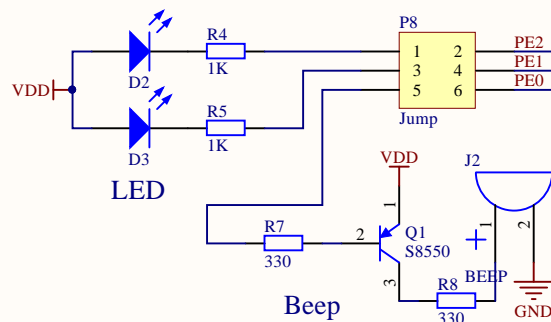 R4
P8
1
2
PE2
3
4
PE1
5
6
PE0
VDD
D2
1K
R5
Jump
D3
1K
LED
VDD
J2
1
R7
2
Q1
S8550
1
2
330
3
R8
BEEP
Beep
330
GND